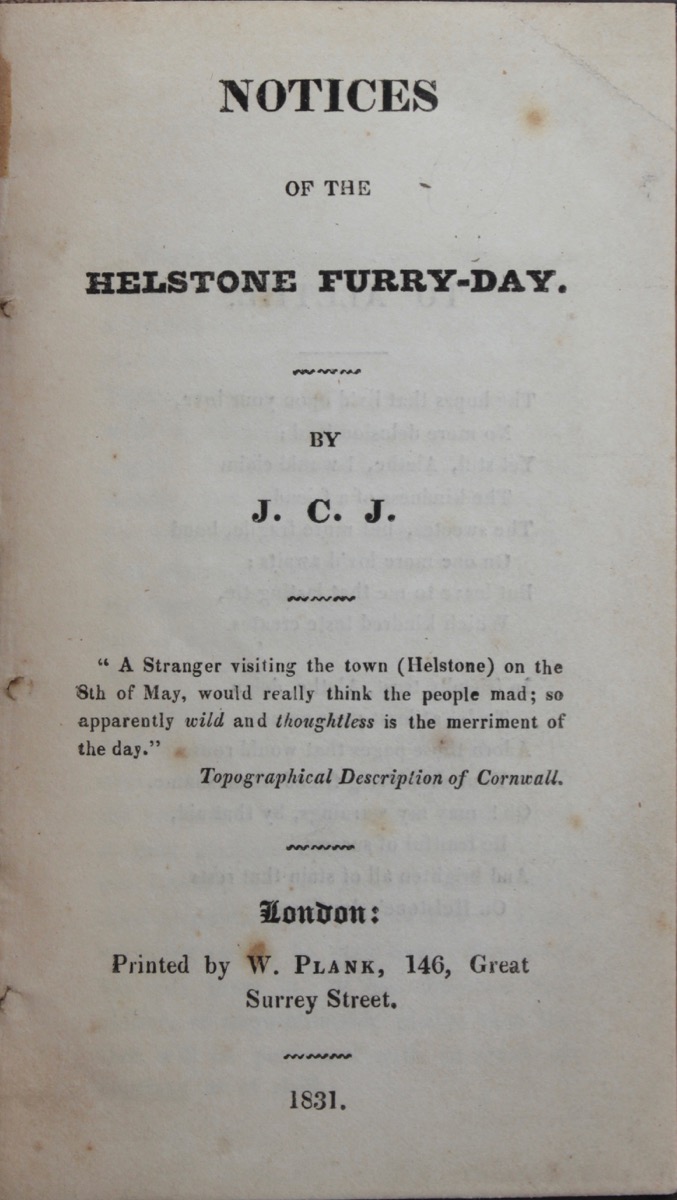 NOTICES
OF THE
HELSTONE FURRY-DAY.
BY
J. C. J.
“ A Stranger visiting the town (Helstone) on the
8th of May, would really think the people mad; so
apparently wild and thoughtless is the merriment of
the day.”
Topographical Description of Cornwall.
London:
Printed by W. PLANK, 146, Great
Surrey Street.
1831.